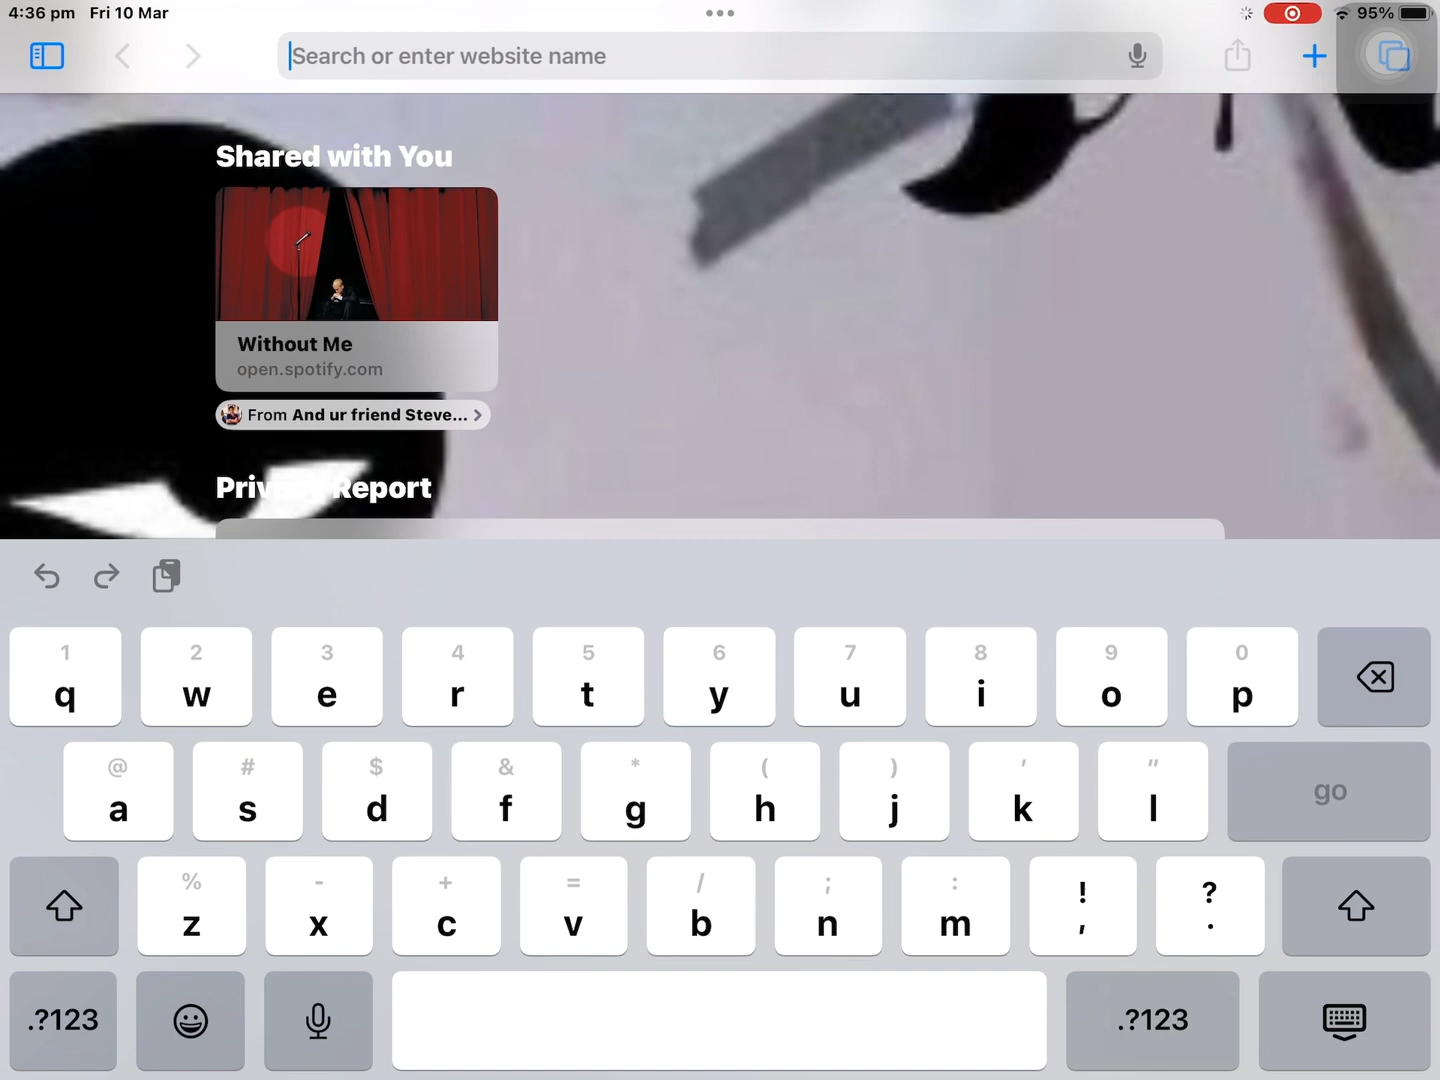 4:36 pm Fri 10 Mar 95%
Search or enter website name
Shared with You
Without Me
open.spotify.com
From And ur friend Steve...
Privacy Report
1 2 3 4 5 6 7 8 9 0
q w e r t y u i o p
@ # $ & * ( ) ' "
a s d f g h j k l go
% - + = / ; : ! ?
z x c v b n m , .
.?123 .?123